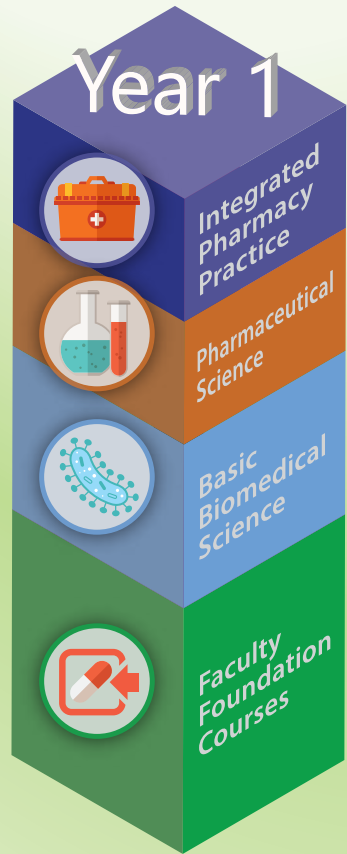 Year 1
Integrated
Pharmacy
Practice
Pharmaceutical
Science
Basic
Biomedical
Science
Faculty
Foundation
Courses